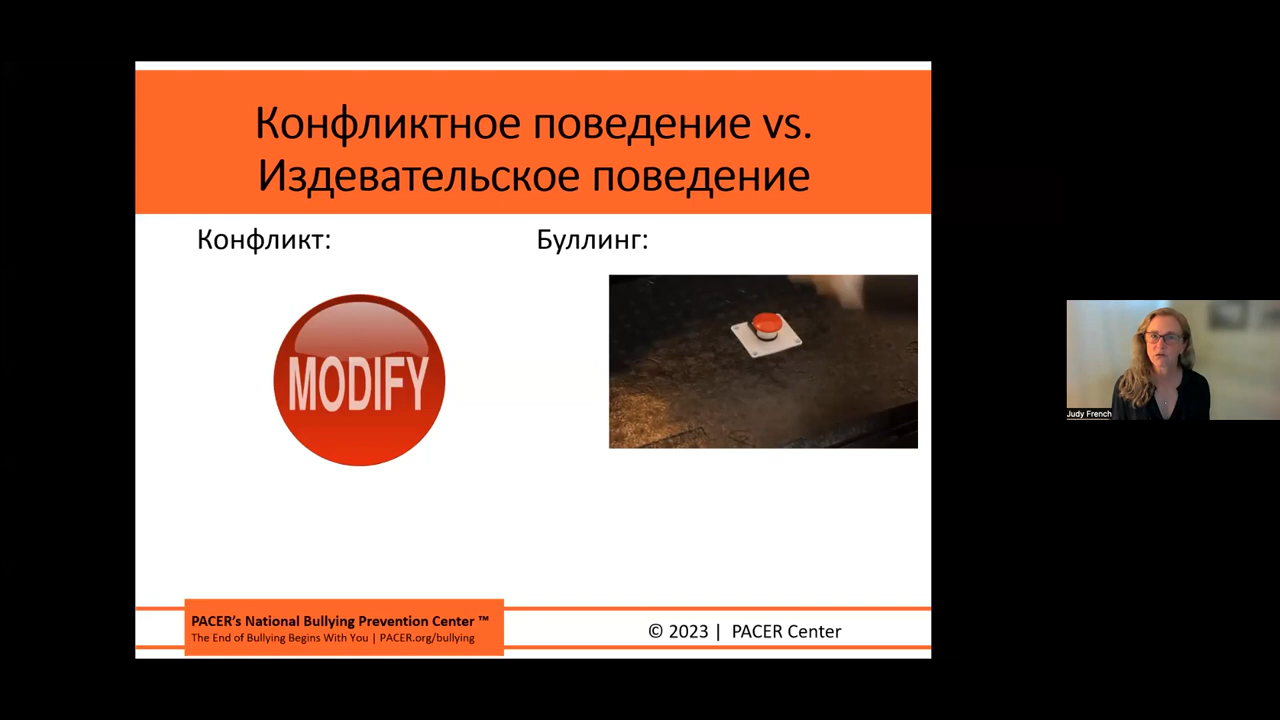 Конфликтное поведение vs.
Издевательское поведение
Конфликт:
Буллинг:
MODIFY
PACER’s National Bullying Prevention Center ™
The End of Bullying Begins With You | PACER.org/bullying
© 2023 | PACER Center
Judy French